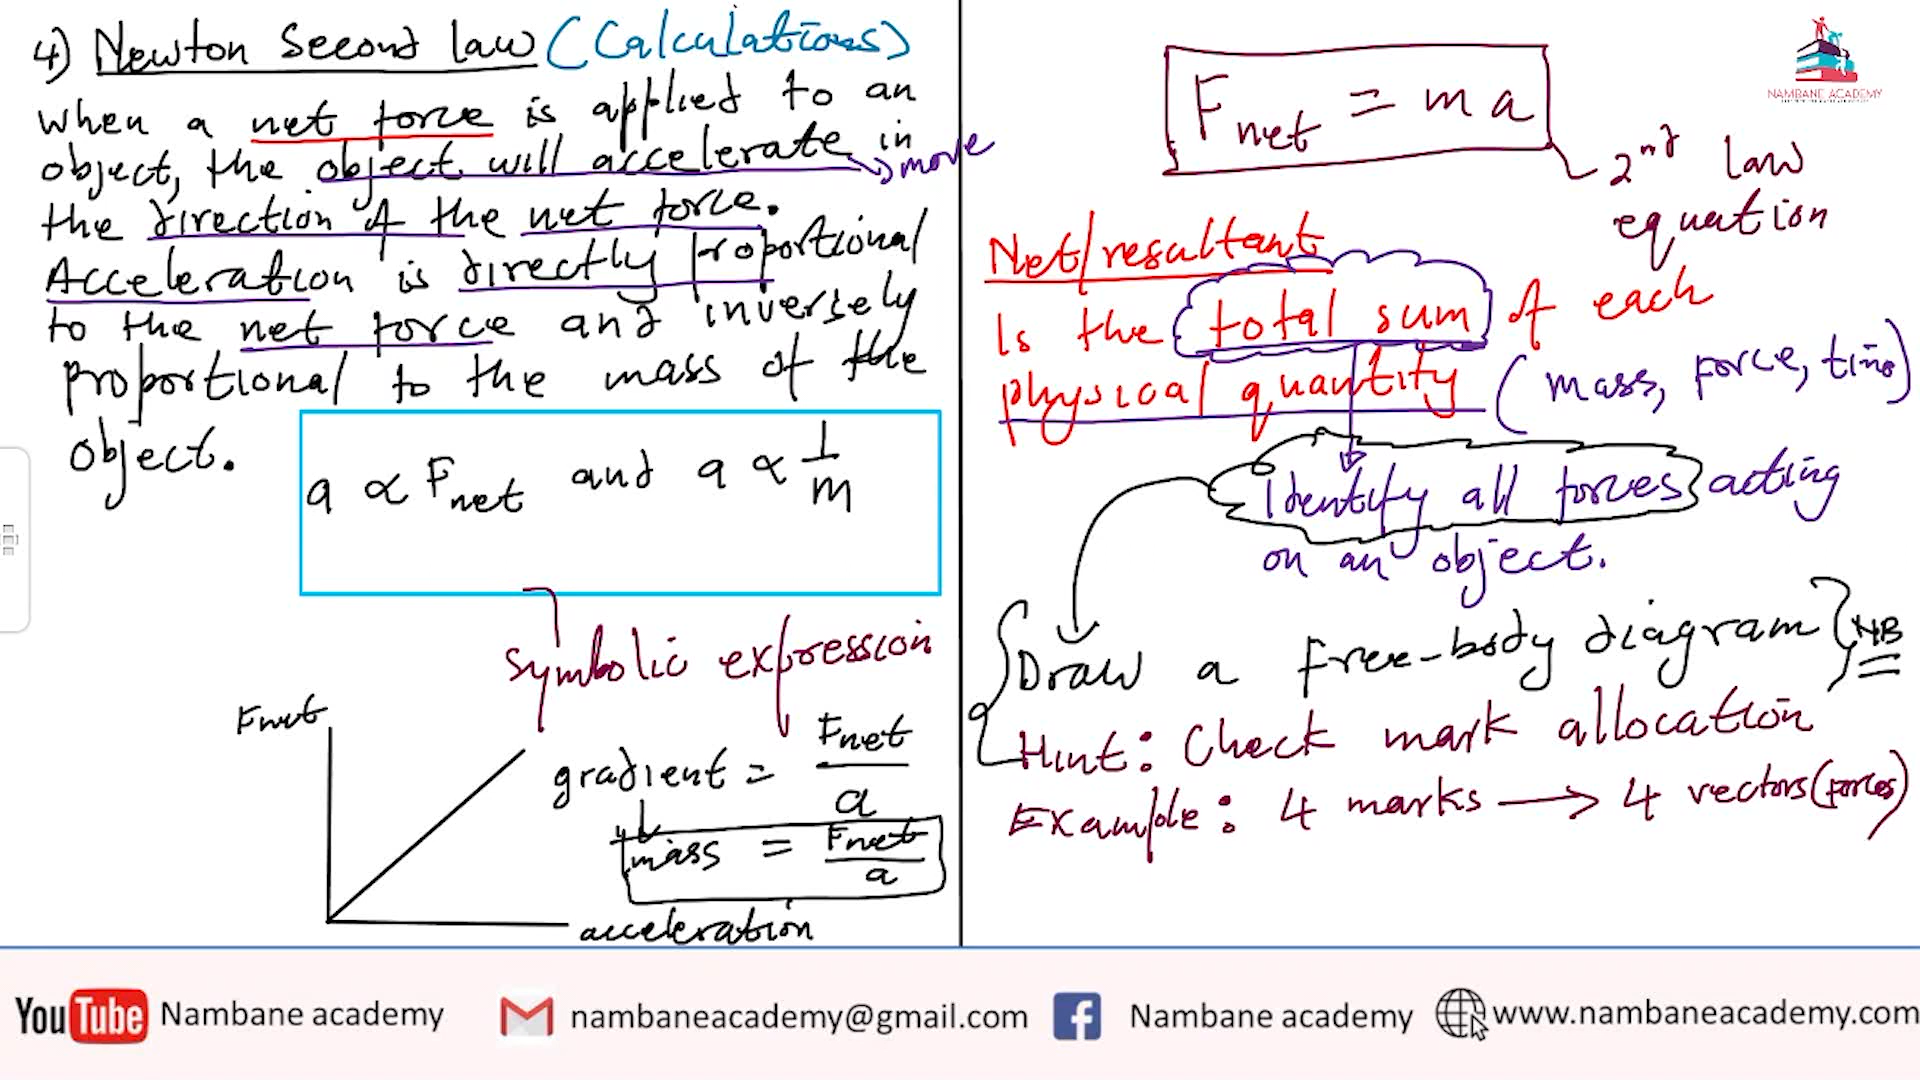 4) Newton Second law (Calculations)
When a net force is applied to an
object, the object will accelerate in
move
the direction of the net force.
Acceleration is directly proportional
to the net force and inversely
proportional to the mass of the
object.
a ∝ Fnet and a ∝ 1/m
symbolic expression
Fnet
gradient = Fnet/a
mass = Fnet/a
acceleration
Fnet = ma
2nd law
equation
Net/resultant
Is the total sum of each
physical quantity (mass, force, time)
Identify all forces acting
on an object.
Draw a free-body diagram NB
Hint: Check mark allocation
Example: 4 marks → 4 vectors (forces)
NAMBANE ACADEMY
YouTube Nambane academy
nambaneacademy@gmail.com
f Nambane academy
www.nambaneacademy.com